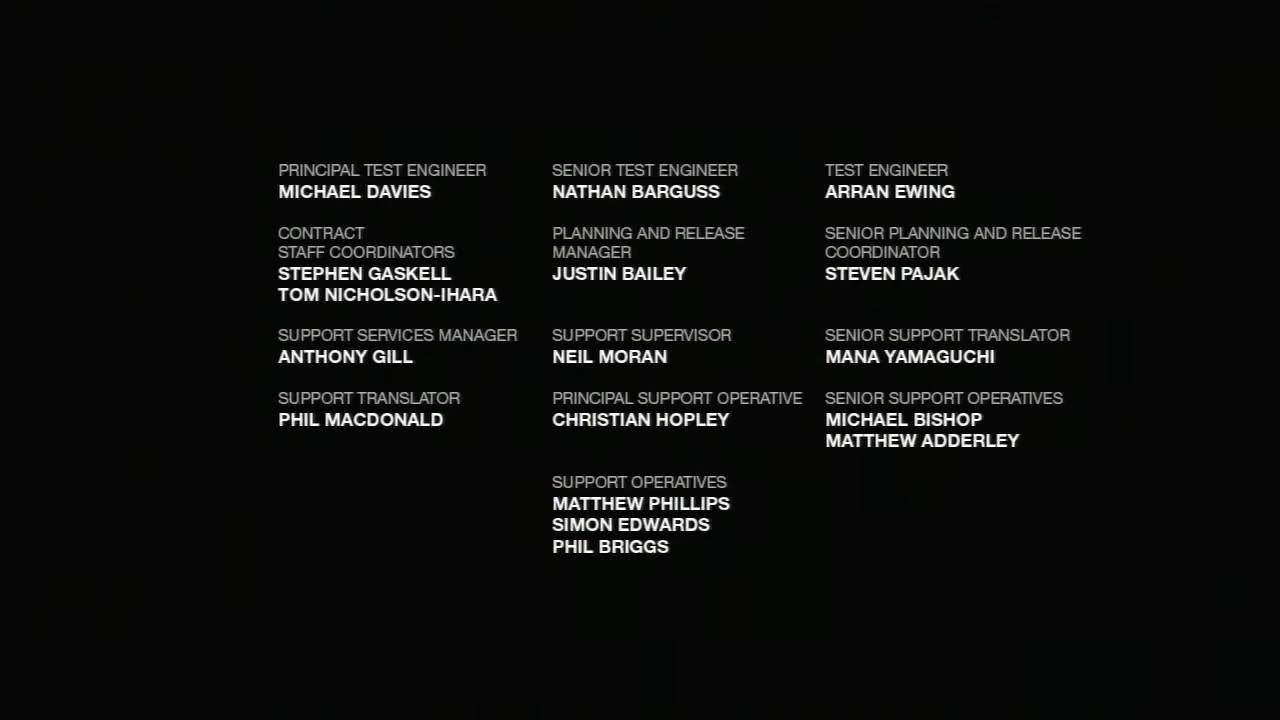 PRINCIPAL TEST ENGINEER
MICHAEL DAVIES
SENIOR TEST ENGINEER
NATHAN BARGUSS
TEST ENGINEER
ARRAN EWING
CONTRACT
STAFF COORDINATORS
STEPHEN GASKELL
TOM NICHOLSON-IHARA
PLANNING AND RELEASE
MANAGER
JUSTIN BAILEY
SENIOR PLANNING AND RELEASE
COORDINATOR
STEVEN PAJAK
SUPPORT SERVICES MANAGER
ANTHONY GILL
SUPPORT SUPERVISOR
NEIL MORAN
SENIOR SUPPORT TRANSLATOR
MANA YAMAGUCHI
SUPPORT TRANSLATOR
PHIL MACDONALD
PRINCIPAL SUPPORT OPERATIVE
CHRISTIAN HOPLEY
SENIOR SUPPORT OPERATIVES
MICHAEL BISHOP
MATTHEW ADDERLEY
SUPPORT OPERATIVES
MATTHEW PHILLIPS
SIMON EDWARDS
PHIL BRIGGS